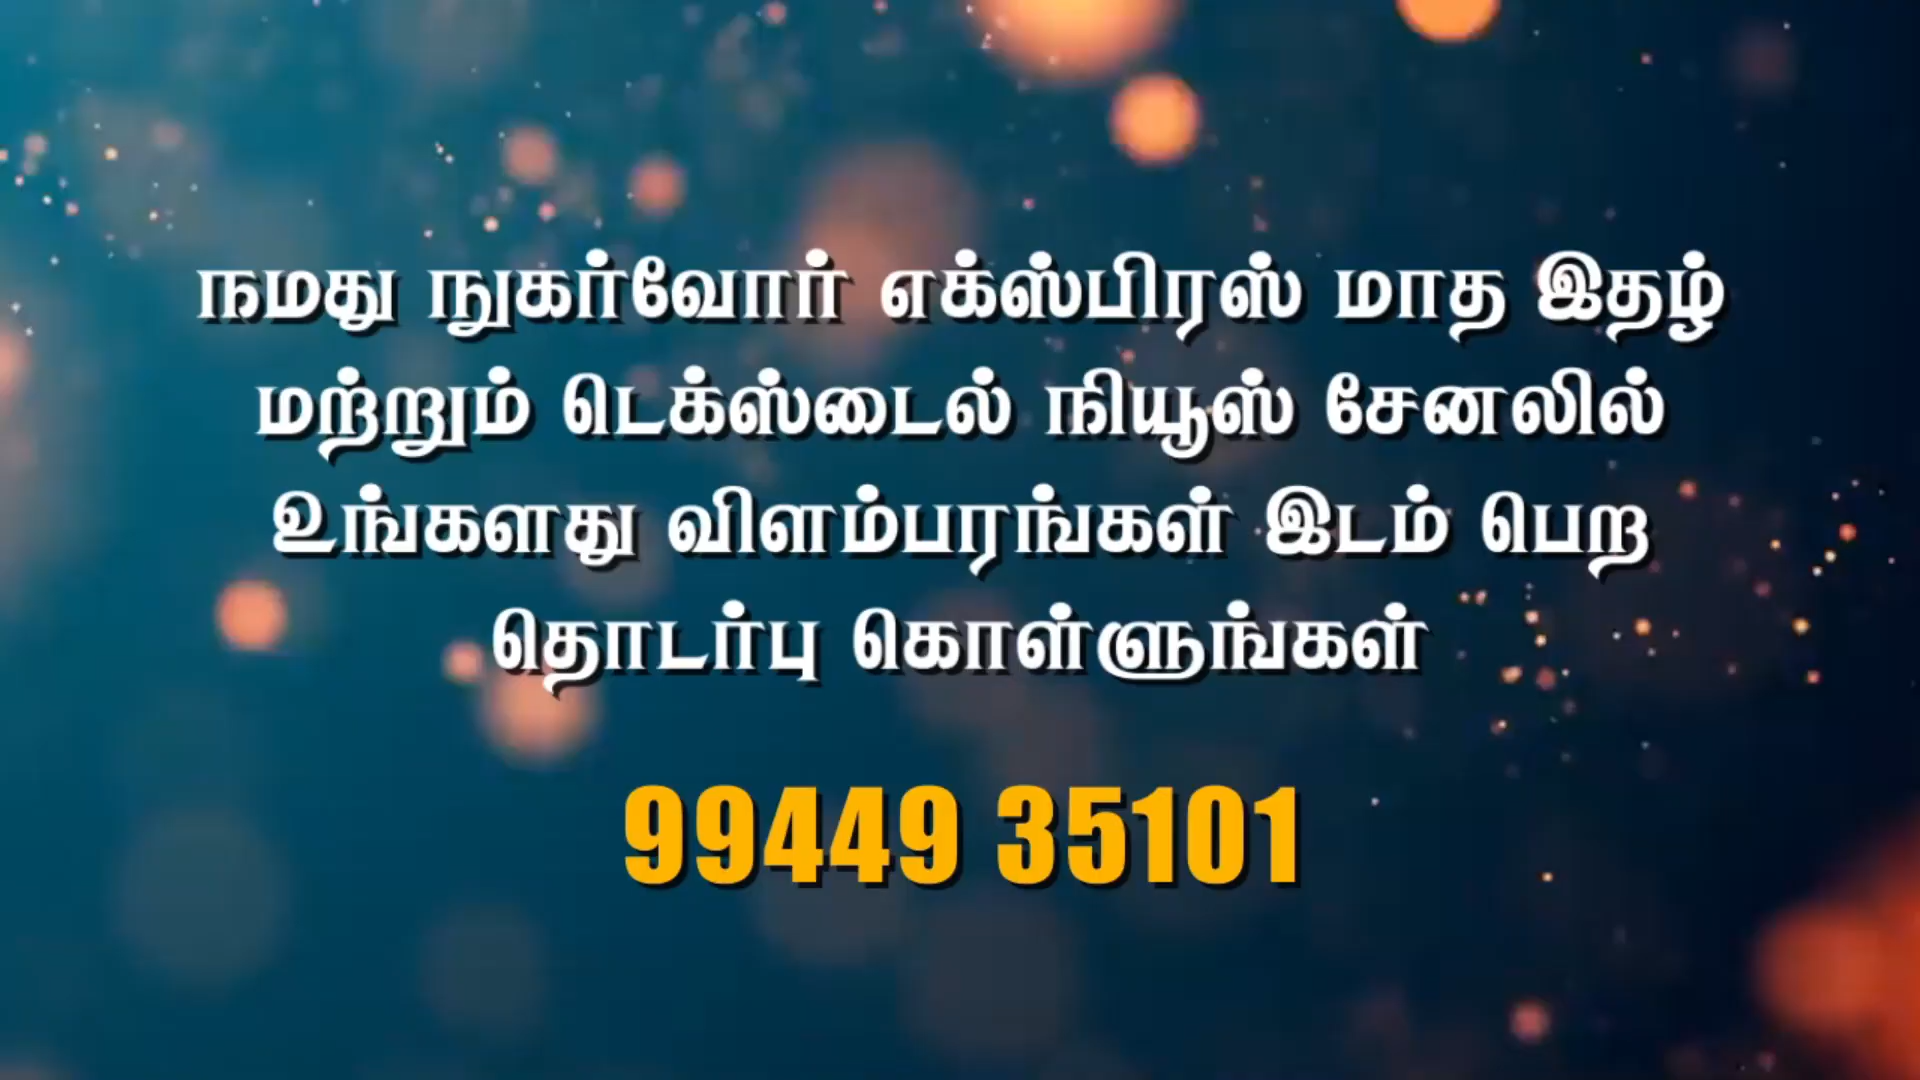 நமது நுகர்வோர் எக்ஸ்பிரஸ் மாத இதழ்
மற்றும் டெக்ஸ்டைல் நியூஸ் சேனலில்
உங்களது விளம்பரங்கள் இடம் பெற
தொடர்பு கொள்ளுங்கள்
99449 35101